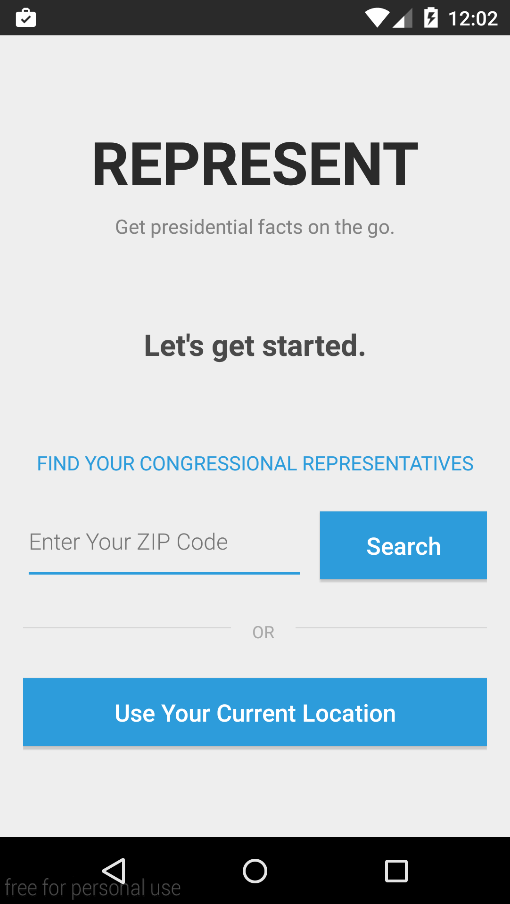 12:02
REPRESENT
Get presidential facts on the go.
Let's get started.
FIND YOUR CONGRESSIONAL REPRESENTATIVES
Enter Your ZIP Code
Search
OR
Use Your Current Location
free for personal use